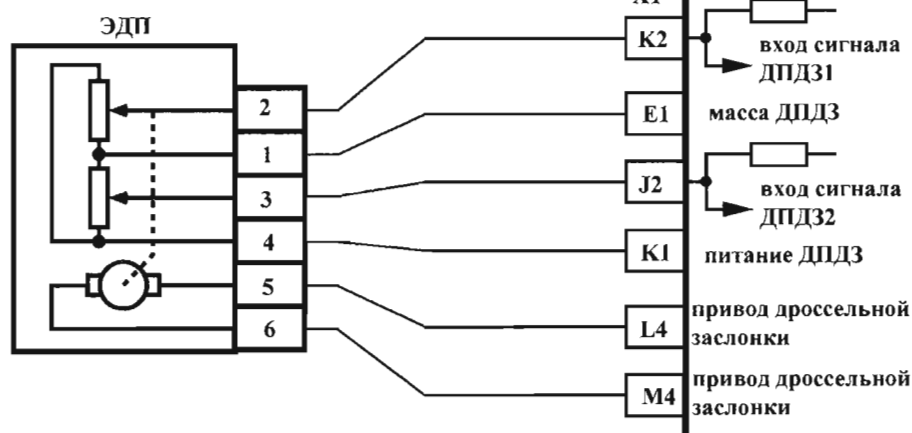 ЭДП
2
1
3
4
5
6
K2
E1
J2
K1
L4
M4
вход сигнала
ДПДЗ1
масса ДПДЗ
вход сигнала
ДПДЗ2
питание ДПДЗ
привод дроссельной
заслонки
привод дроссельной
заслонки